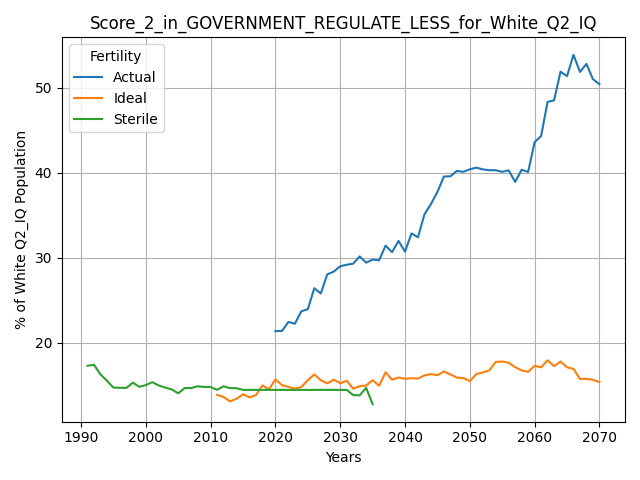 Score_2_in_GOVERNMENT_REGULATE_LESS_for_White_Q2_IQ
Fertility
Actual
Ideal
Sterile
% of White Q2_IQ Population
50
40
30
20
1990 2000 2010 2020 2030 2040 2050 2060 2070
Years